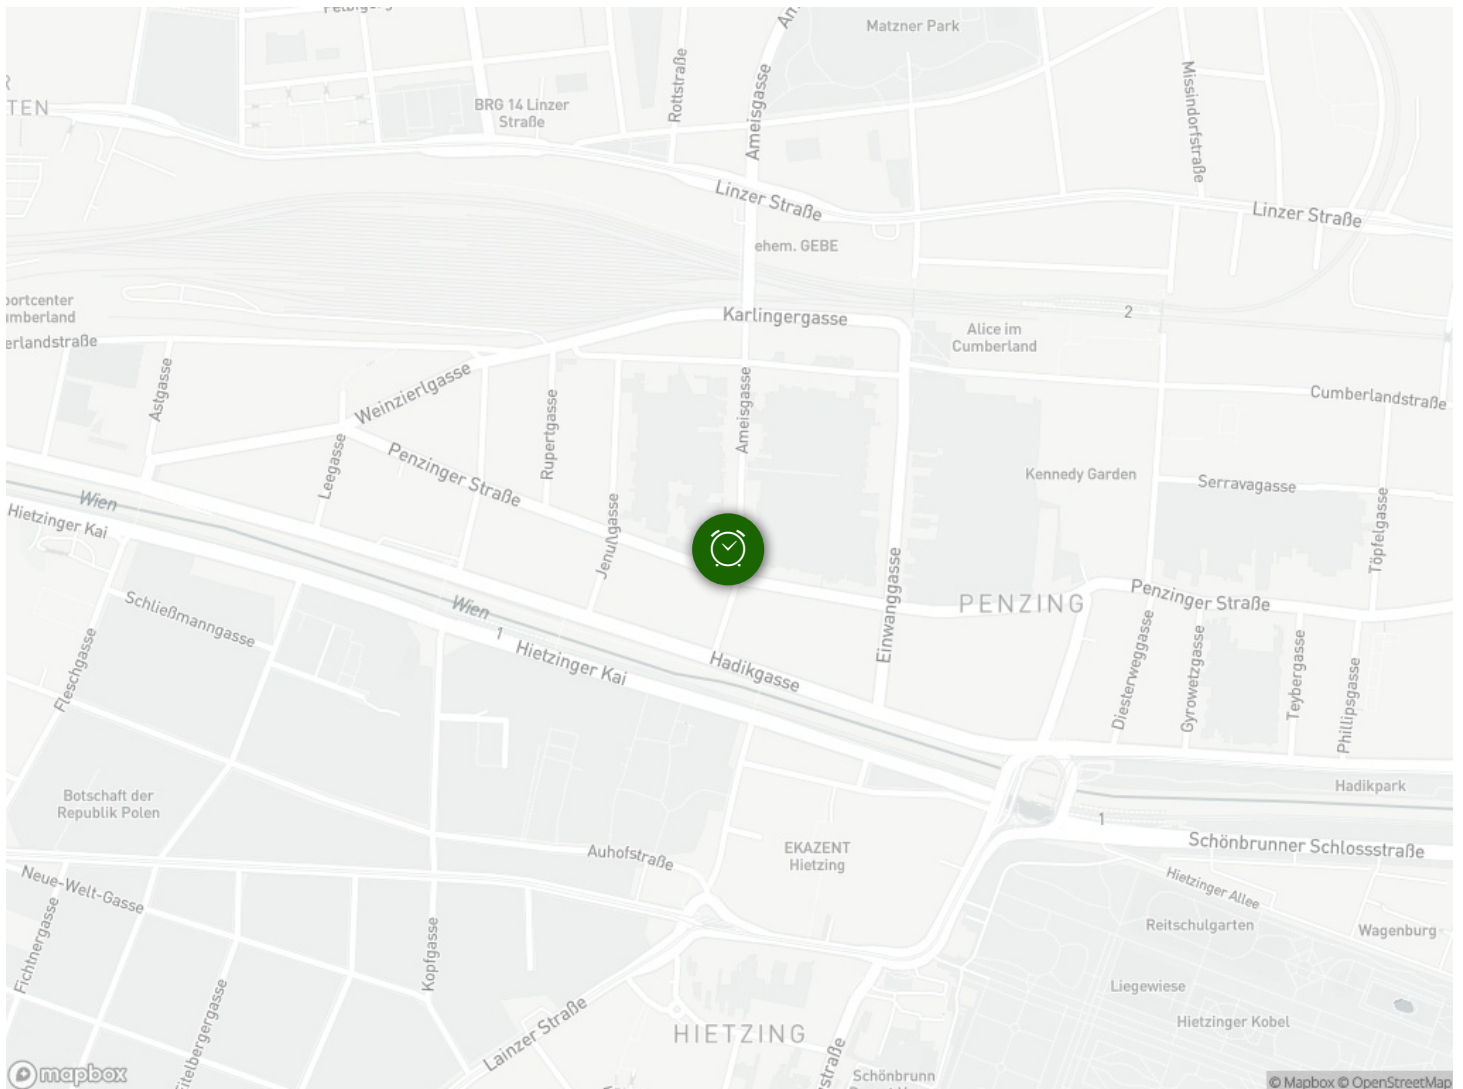 Matzner Park
TEN
BRG 14 Linzer
Straße
Rottstraße
Ameisgasse
Missindorfstraße
Linzer Straße
Linzer Straße
ehem. GEBE
Karlingergasse
2
Alice im
Cumberland
Cumberlandstraße
Astgasse
Weinzierlgasse
Ameisgasse
Rupertgasse
Leegasse
Penzinger Straße
Kennedy Garden
Serravagasse
Wien
Hietzinger Kai
Töpfelgasse
Einwanggasse
PENZING
Penzinger Straße
Schließmanngasse
Wien
1
Hietzinger Kai
Hadikgasse
Fleschgasse
Diesterweggasse
Gyrowetzgasse
Teybergasse
Phillipsgasse
Botschaft der
Republik Polen
Hadikpark
1
Schönbrunner Schlossstraße
Auhofstraße
EKAZENT
Hietzing
Neue-Welt-Gasse
Hietzinger Allee
Reitschulgarten
Wagenburg
Fichtnergasse
Kopfgasse
Liegewiese
Hietzinger Kobel
Eitelbergergasse
Lainzer Straße
HIETZING
Schönbrunn
mapbox
© Mapbox © OpenStreetMap